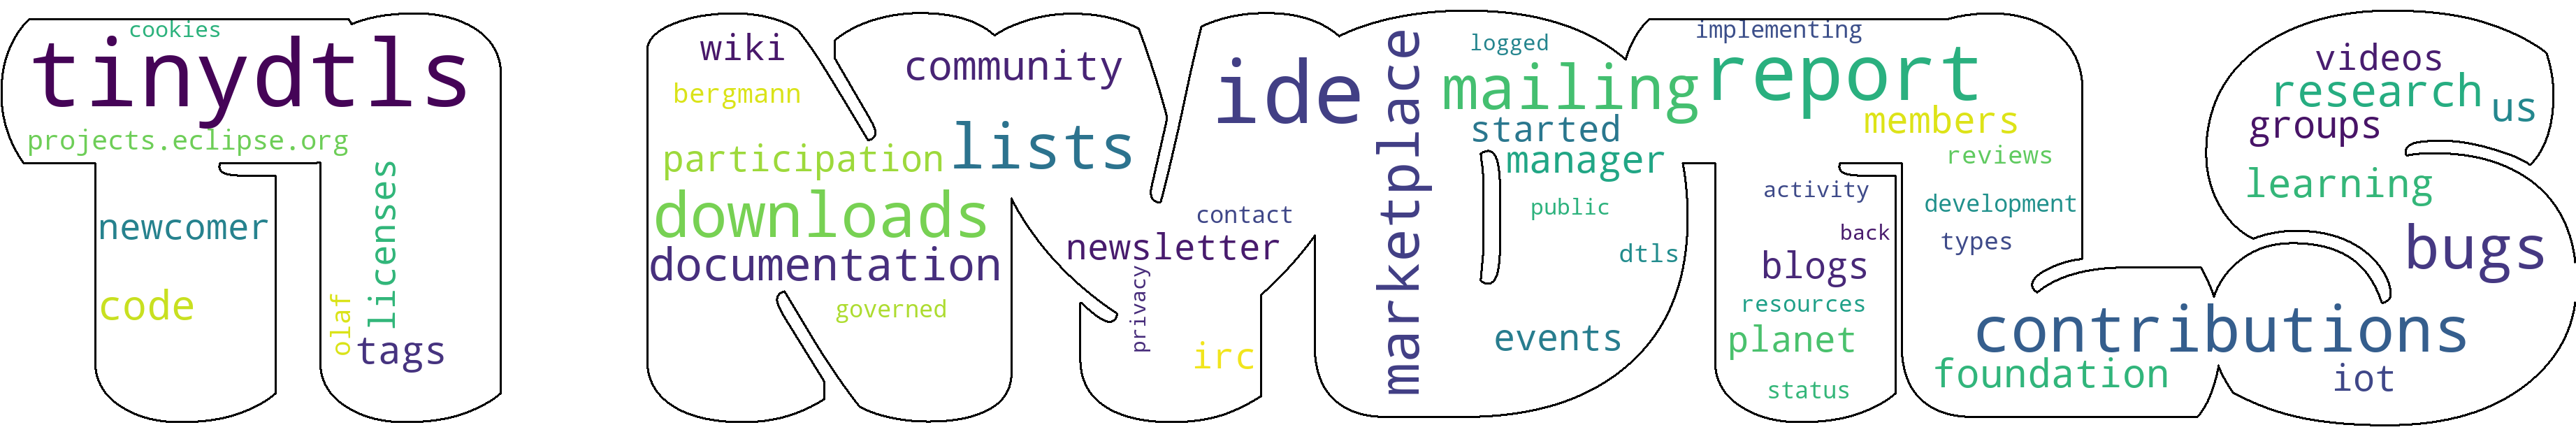 cookies
tinydtls
projects.eclipse.org
newcomer
licenses
code
olaf
tags
wiki
community
bergmann
lists
participation
downloads
documentation
governed
contact
newsletter
privacy
irc
ide
marketplace
logged
mailing
started
manager
public
dtls
events
implementing
report
members
reviews
activity
development
back
types
blogs
resources
planet
status
videos
research
us
groups
learning
bugs
contributions
foundation
iot